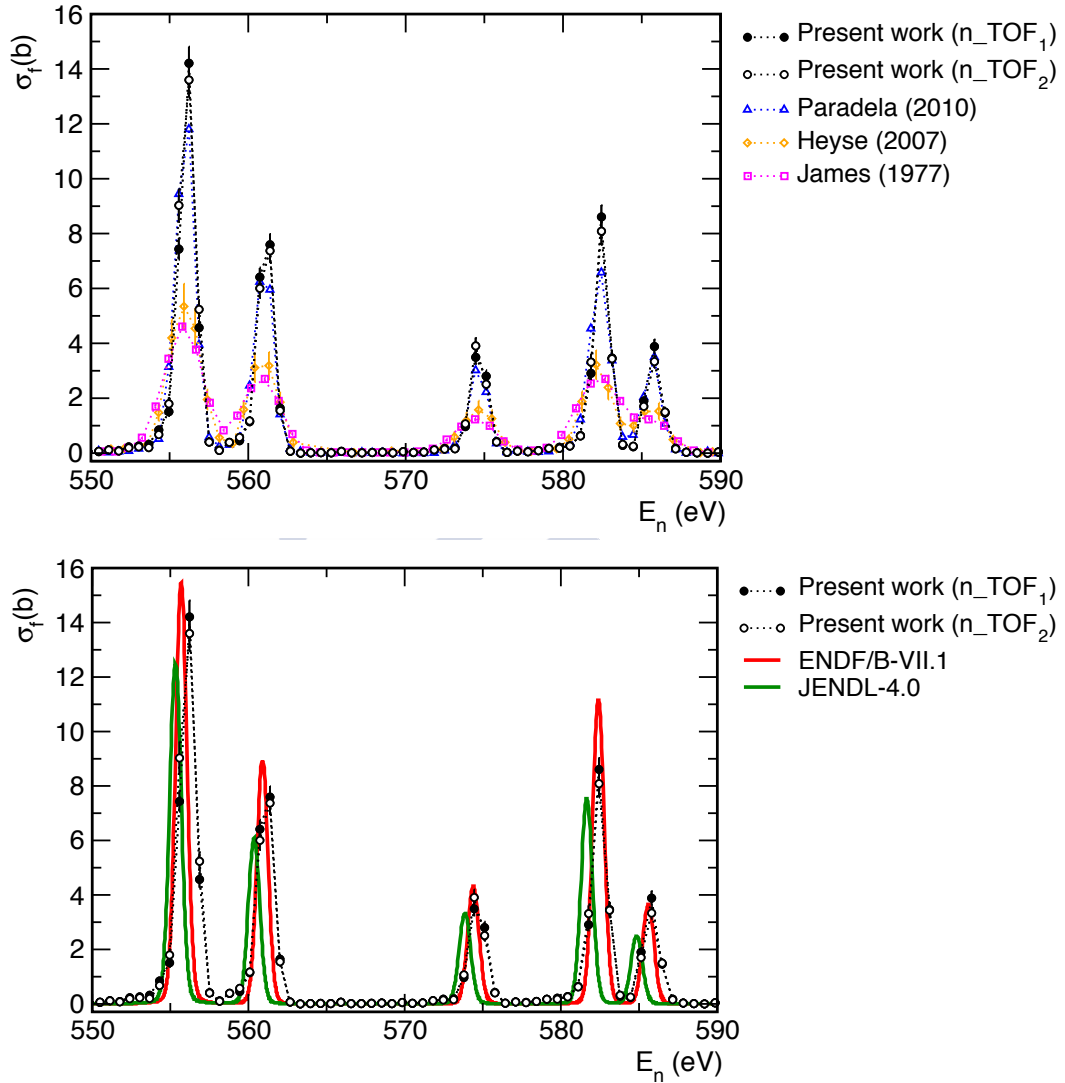 16
14
12
10
8
6
4
2
0
σf(b)
550 560 570 580 590
En (eV)
Present work (n_TOF1)
Present work (n_TOF2)
Paradela (2010)
Heyse (2007)
James (1977)
16
14
12
10
8
6
4
2
0
σf(b)
550 560 570 580 590
E_n (eV)
Present work (n_TOF1)
Present work (n_TOF2)
ENDF/B-VII.1
JENDL-4.0